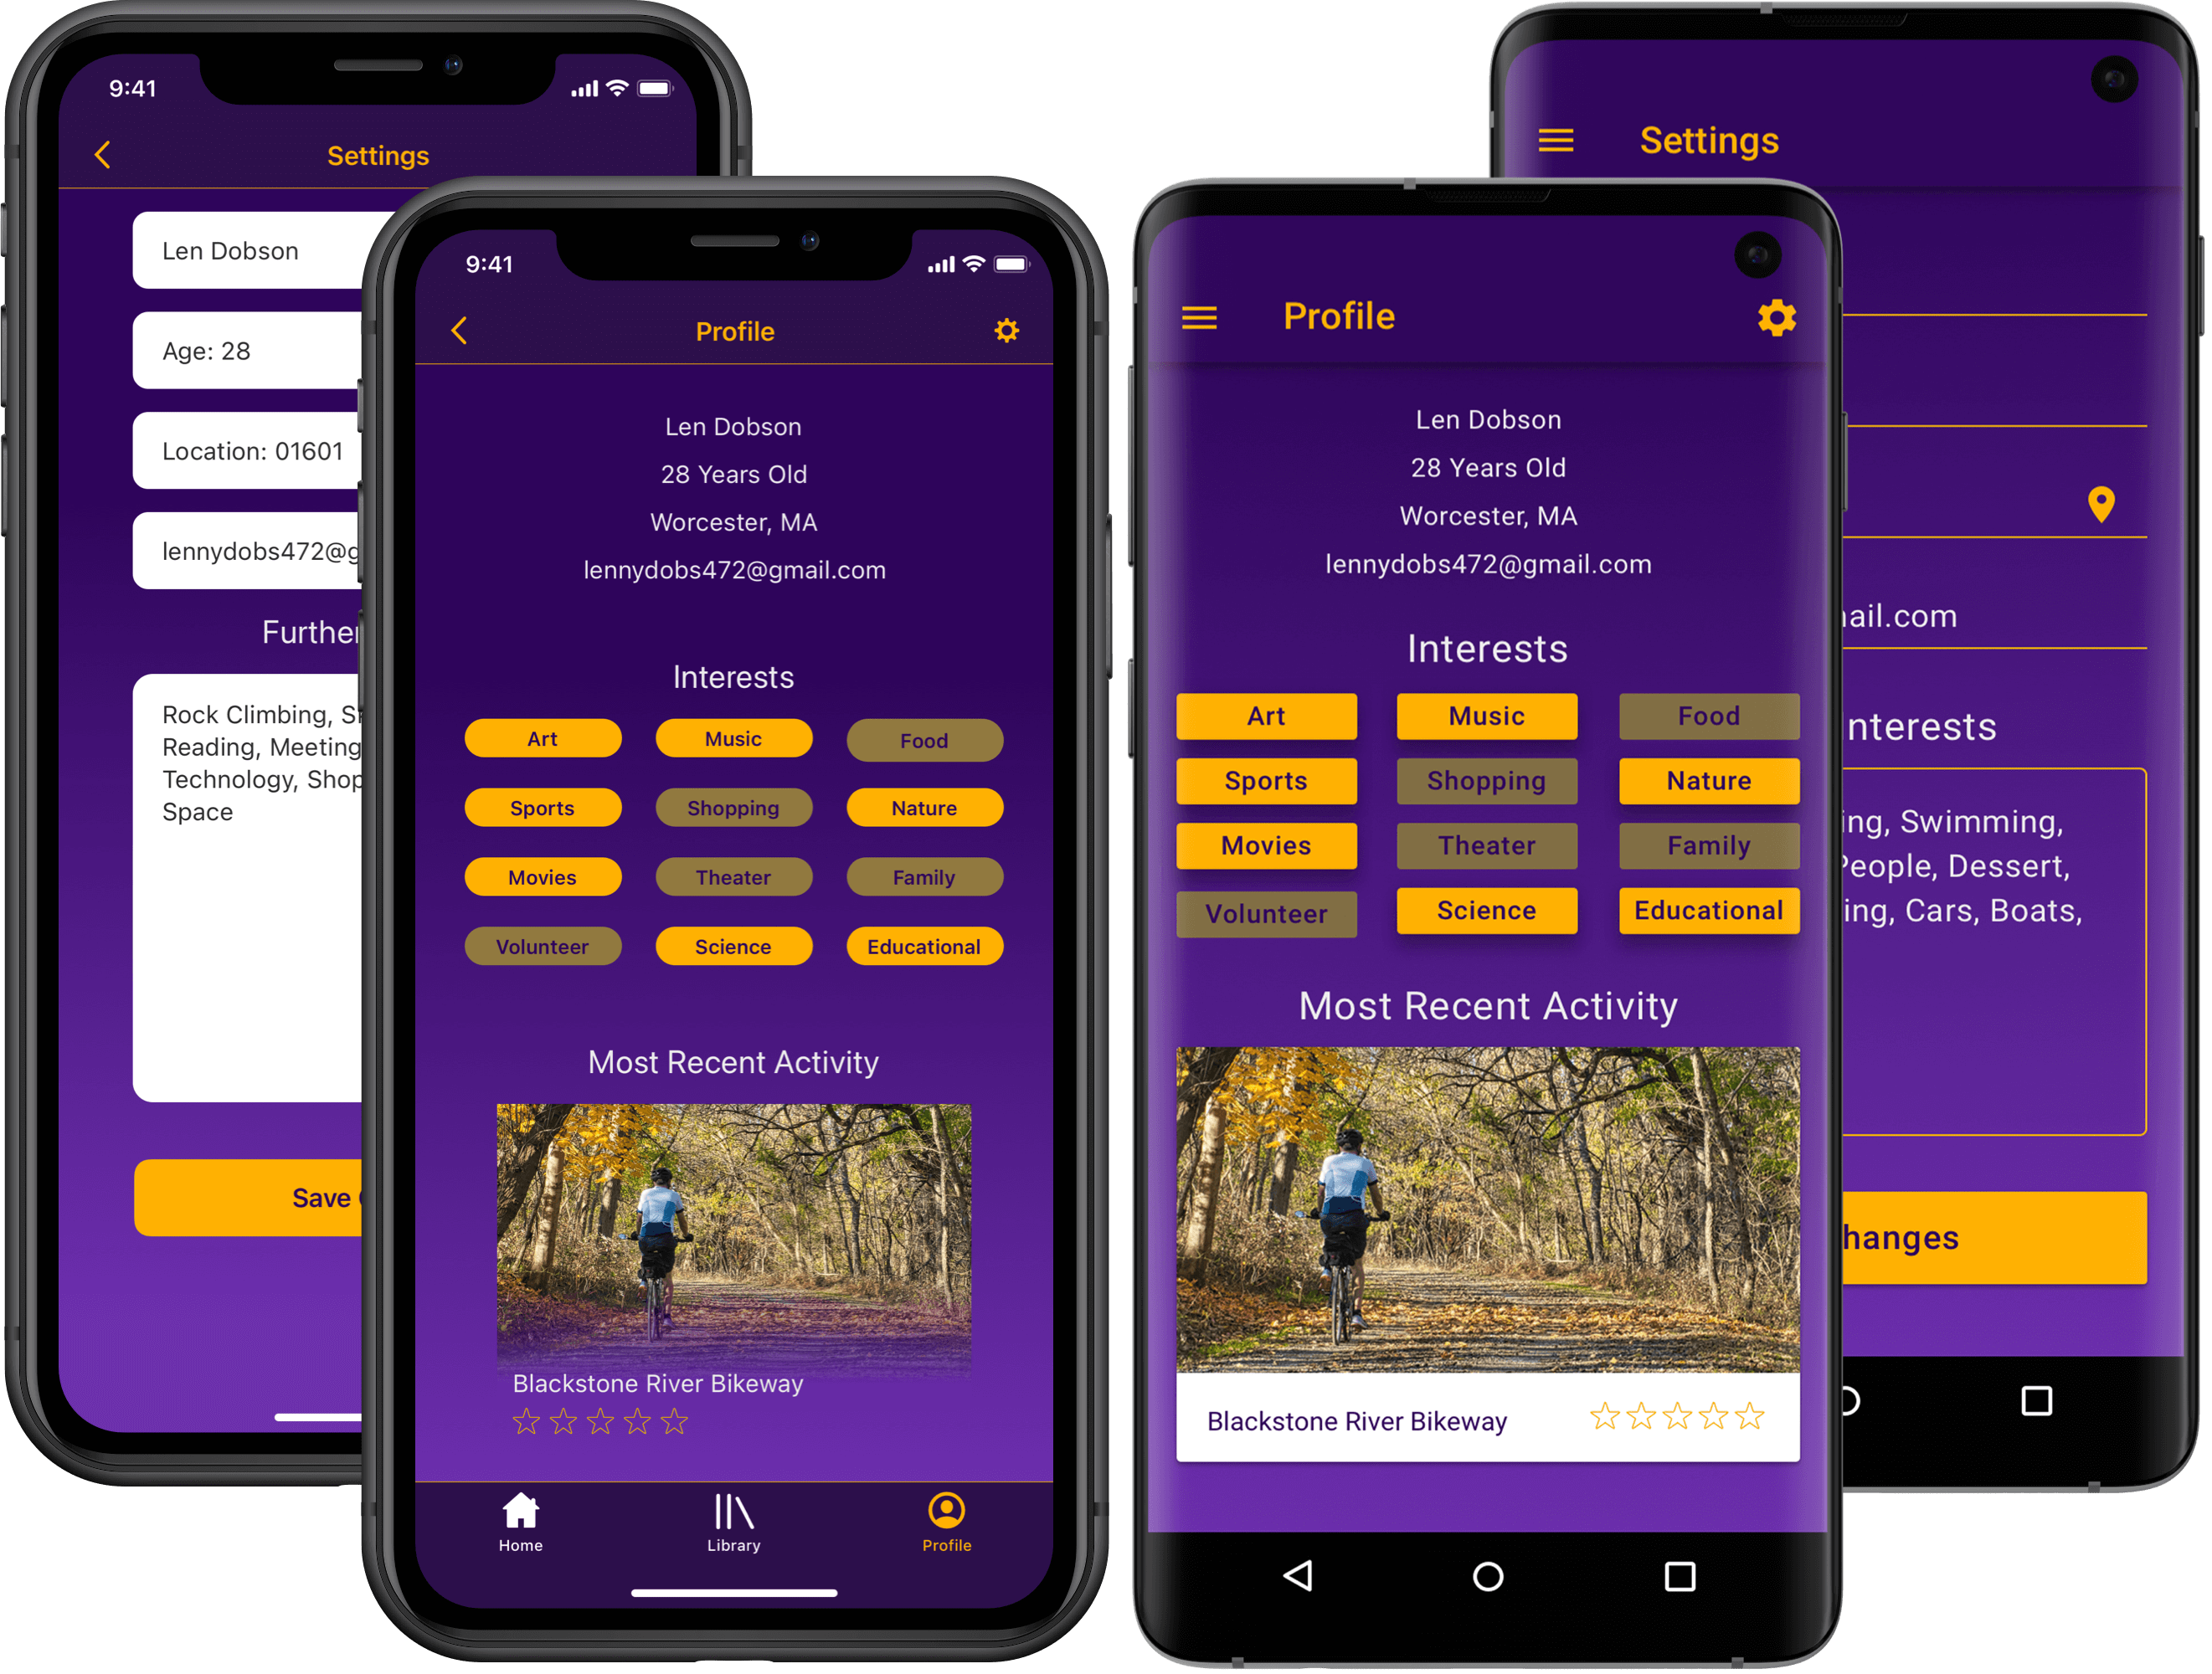 9:41
Settings
Len Dobson
Age: 28
Location: 01601
lennydobs472@g
Further
Rock Climbing,
Reading, Meeting
Technology, Shop
Space
Save
9:41
Profile
Len Dobson
28 Years Old
Worcester, MA
lennydobs472@gmail.com
Interests
Art Music Food
Sports Shopping Nature
Movies Theater Family
Volunteer Science Educational
Most Recent Activity
Blackstone River Bikeway
Home Library Profile
Profile
Len Dobson
28 Years Old
Worcester, MA
lennydobs472@gmail.com
Interests
Art Music Food
Sports Shopping Nature
Movies Theater Family
Volunteer Science Educational
Most Recent Activity
Blackstone River Bikeway
Settings
ail.com
nterests
ing, Swimming,
People, Dessert,
ing, Cars, Boats,
hanges